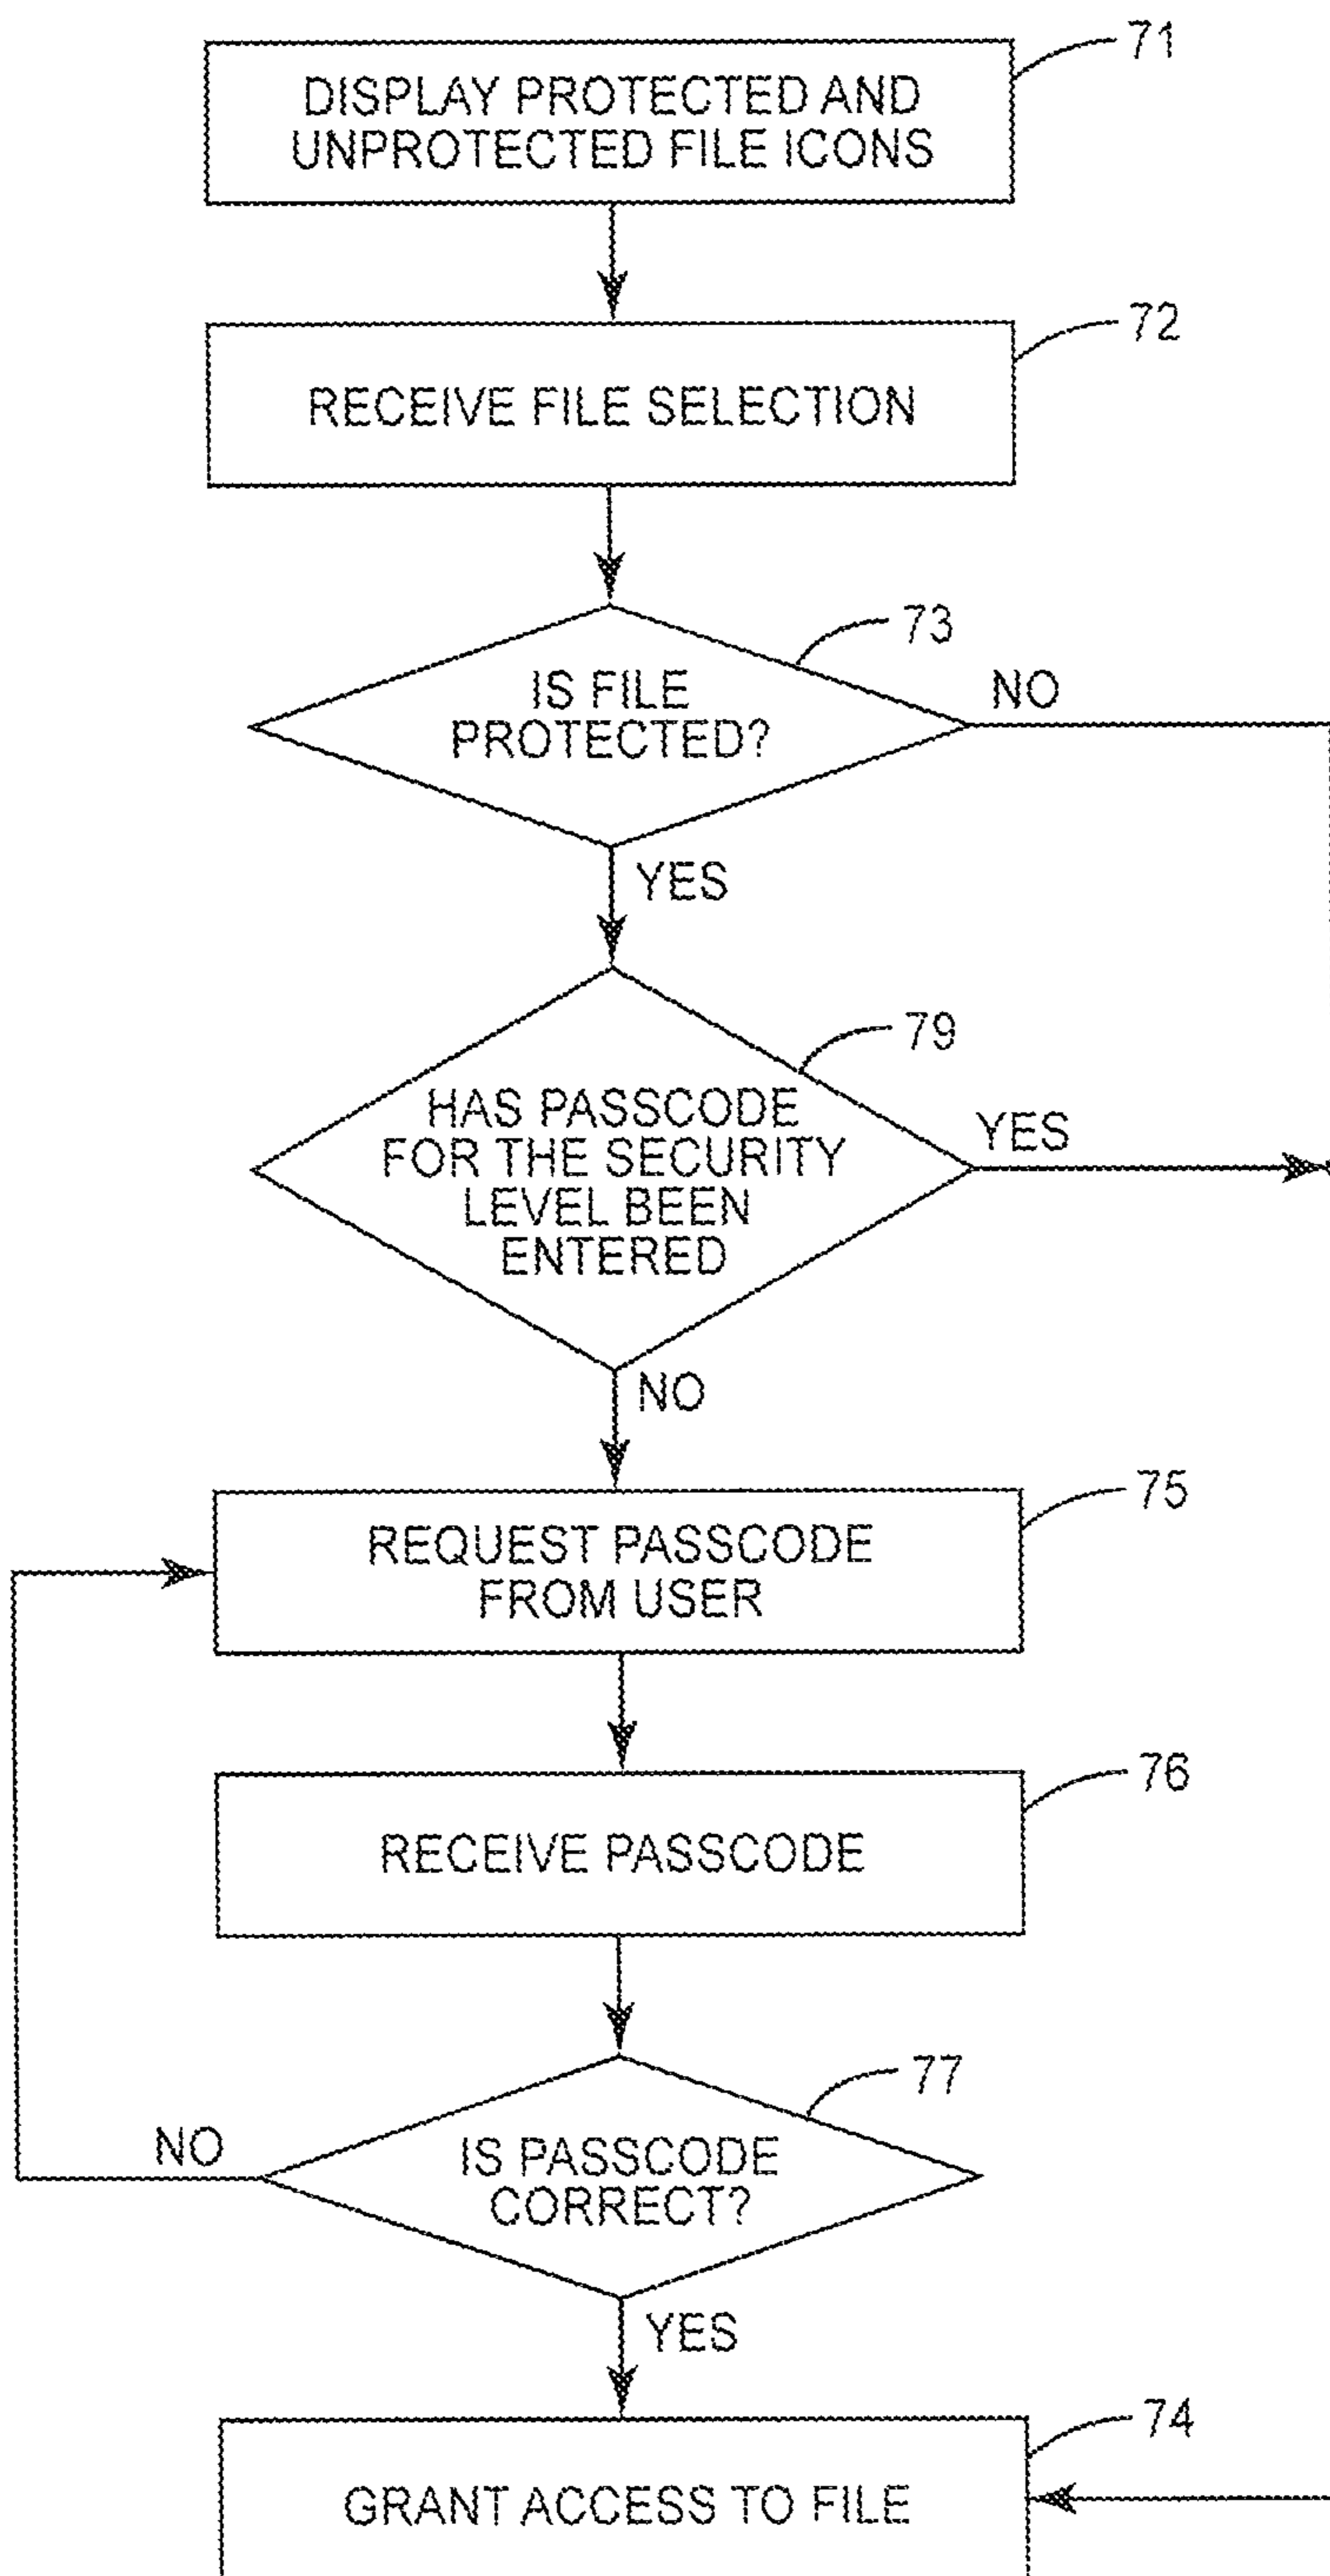 71
DISPLAY PROTECTED AND
UNPROTECTED FILE ICONS
72
RECEIVE FILE SELECTION
73
IS FILE
PROTECTED?
NO
YES
79
HAS PASSCODE
FOR THE SECURITY
LEVEL BEEN
ENTERED
YES
NO
75
REQUEST PASSCODE
FROM USER
76
RECEIVE PASSCODE
77
IS PASSCODE
CORRECT?
NO
YES
74
GRANT ACCESS TO FILE